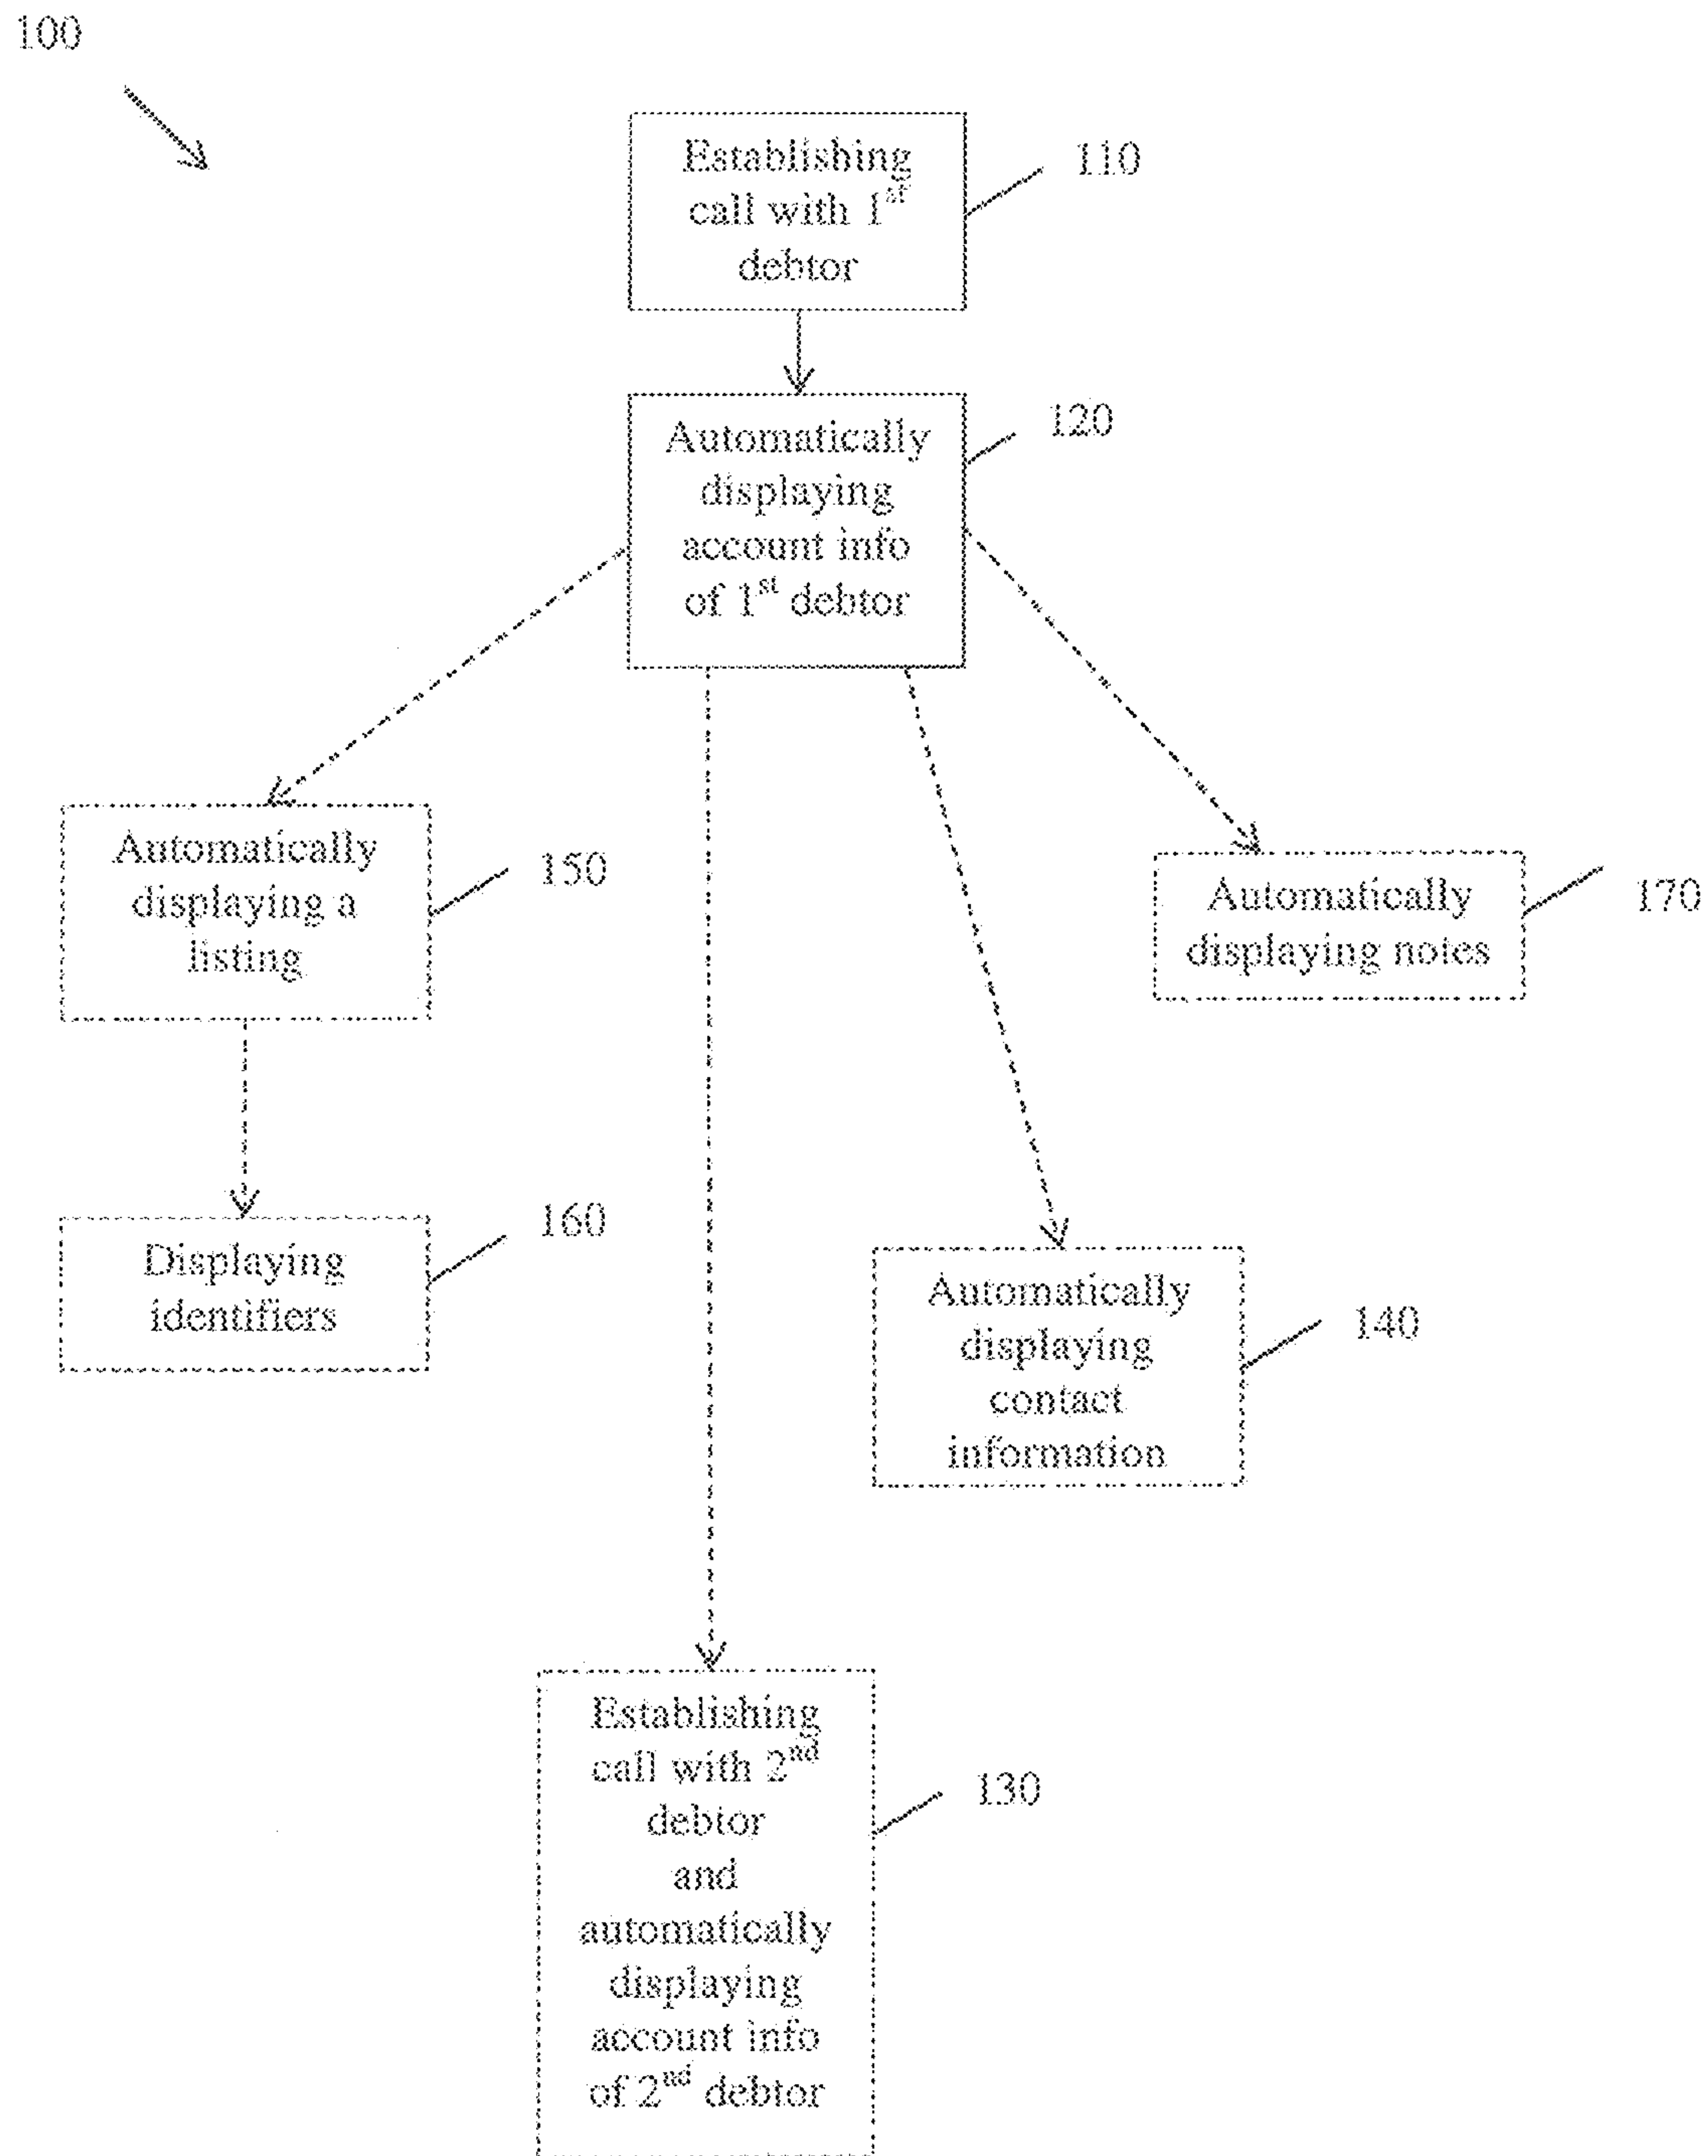 100
Establishing
call with 1st
debtor
110
Automatically
displaying
account info
of 1st debtor
120
Automatically
displaying a
listing
150
Automatically
displaying notes
170
Displaying
identifiers
160
Automatically
displaying
contact
information
140
Establishing
call with 2nd
debtor
and
automatically
displaying
account info
of 2nd debtor
130